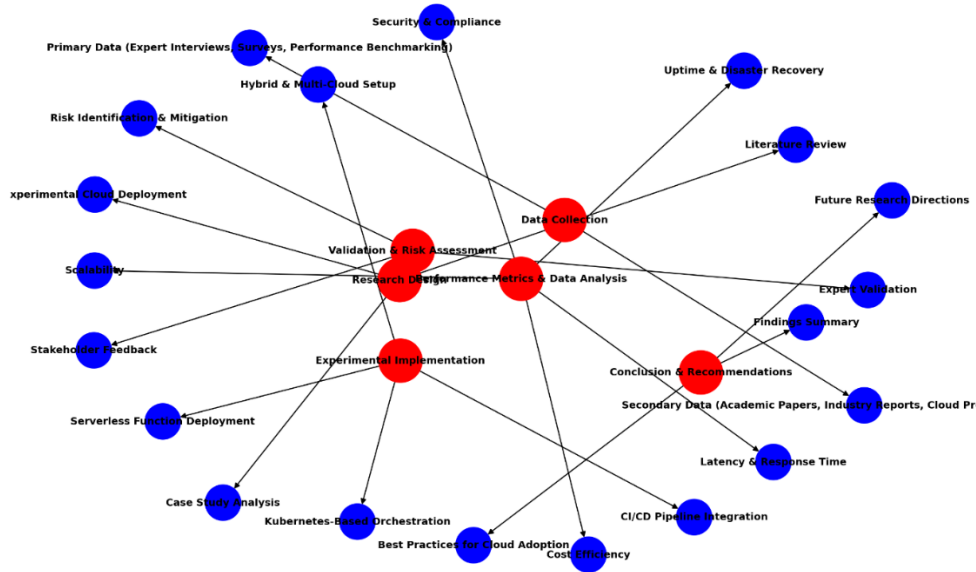 Security & Compliance
Primary Data (Expert Interviews, Surveys, Performance Benchmarking)
Uptime & Disaster Recovery
Hybrid & Multi-Cloud Setup
Risk Identification & Mitigation
Literature Review
xperimental Cloud Deployment
Future Research Directions
Data Collection
Validation & Risk Assessment
Scalability
Research Design
Performance Metrics & Data Analysis
Expert Validation
Findings Summary
Stakeholder Feedback
Experimental Implementation
Conclusion & Recommendations
Secondary Data (Academic Papers, Industry Reports, Cloud Pr
Serverless Function Deployment
Latency & Response Time
Case Study Analysis
Kubernetes-Based Orchestration
CI/CD Pipeline Integration
Best Practices for Cloud Adoption
Cost Efficiency